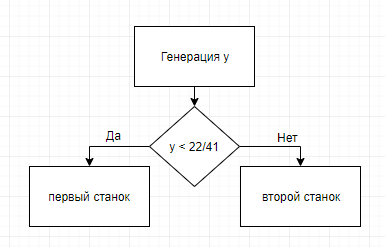 Генерация y
Да
y < 22/41
Нет
первый станок
второй станок